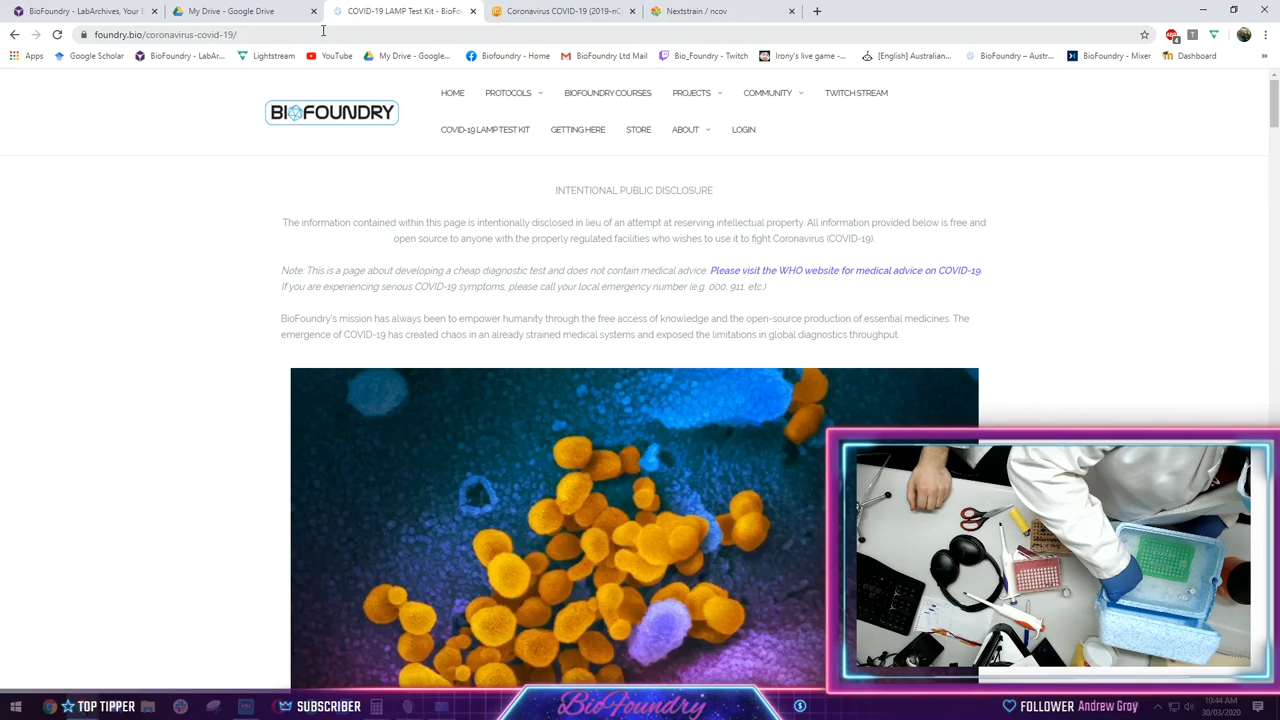 BioFoundry - LabArchives, Your E
My Drive - Google Drive
COVID-19 LAMP Test Kit - BioFou
Coronavirus COVID-19 (2019-nCo
Nextstrain / ncov
foundry.bio/coronavirus-covid-19/
Apps
Google Scholar
BioFoundry - LabAr...
Lightstream
YouTube
My Drive - Google...
Biofoundry - Home
BioFoundry Ltd Mail
Bio_Foundry - Twitch
Irony's live game -...
[English] Australian...
BioFoundry – Austr...
BioFoundry - Mixer
Dashboard
BIOFOUNDRY
HOME PROTOCOLS BIOFOUNDRY COURSES PROJECTS COMMUNITY TWITCH STREAM
COVID-19 LAMP TEST KIT GETTING HERE STORE ABOUT LOGIN
INTENTIONAL PUBLIC DISCLOSURE
The information contained within this page is intentionally disclosed in lieu of an attempt at reserving intellectual property. All information provided below is free and
open source to anyone with the properly regulated facilities who wishes to use it to fight Coronavirus (COVID-19).
Note: This is a page about developing a cheap diagnostic test and does not contain medical advice. Please visit the WHO website for medical advice on COVID-19.
If you are experiencing serious COVID-19 symptoms, please call your local emergency number (e.g. 000, 911, etc.)
BioFoundry's mission has always been to empower humanity through the free access of knowledge and the open-source production of essential medicines. The
emergence of COVID-19 has created chaos in an already strained medical systems and exposed the limitations in global diagnostics throughput.
TOP TIPPER
SUBSCRIBER
BioFoundry
FOLLOWER Andrew Groy
10:44 AM
30/03/2020